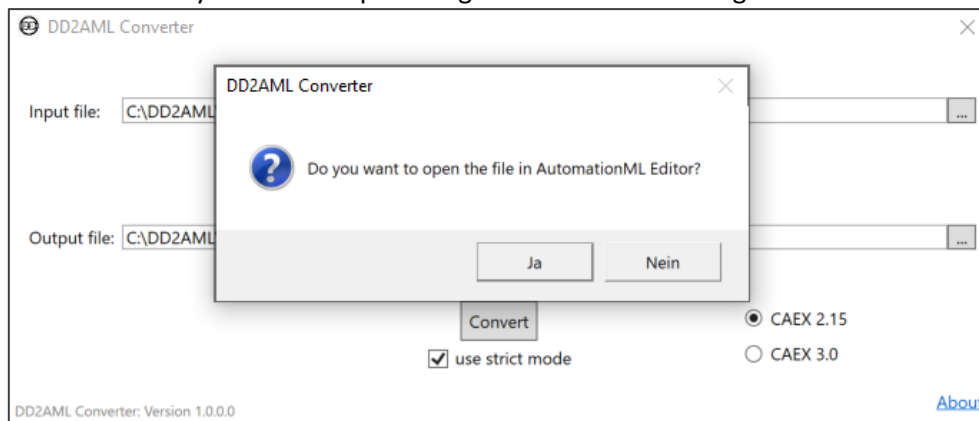 DD2AML Converter
DD2AML Converter
Input file: C:\DD2AML ...
Do you want to open the file in AutomationML Editor?
Output file: C:\DD2AML ...
Ja Nein
Convert CAEX 2.15
use strict mode CAEX 3.0
DD2AML Converter: Version 1.0.0.0 About